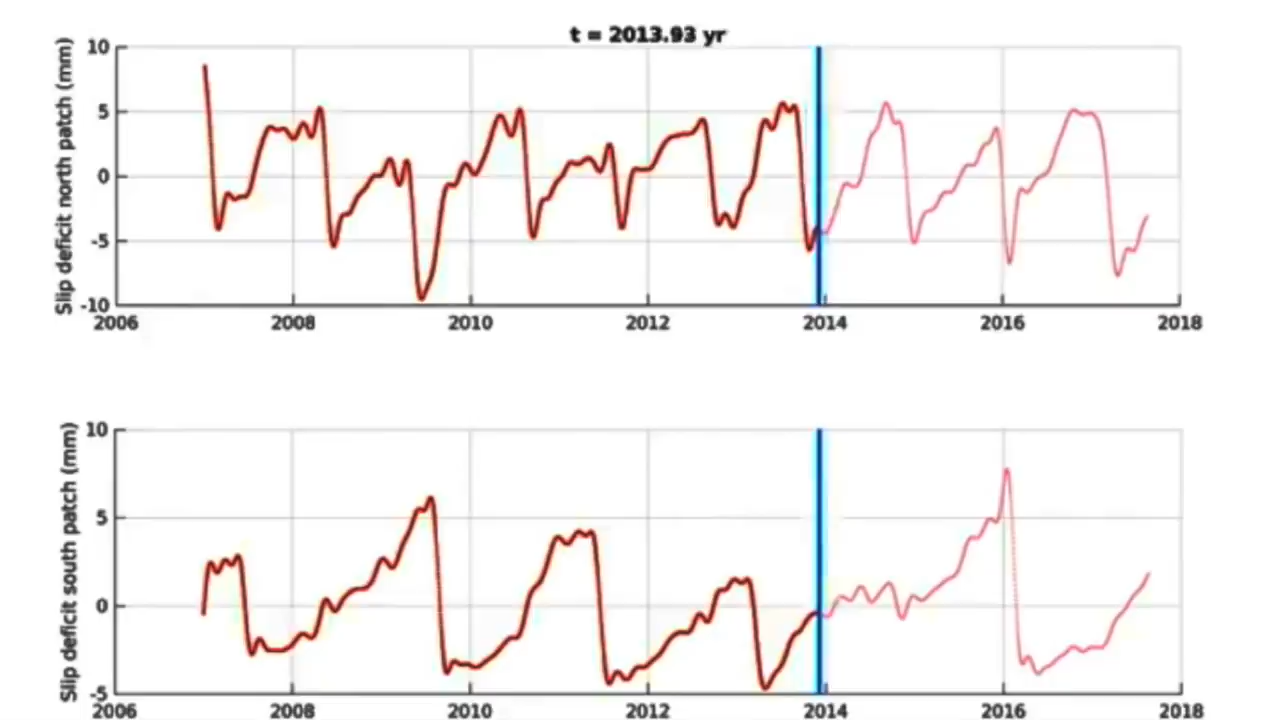 t = 2013.93 yr
Slip deficit north patch (mm)
10
5
0
-5
-10
2006 2008 2010 2012 2014 2016 2018
Slip deficit south patch (mm)
10
5
0
-5
2006 2008 2010 2012 2014 2016 2018